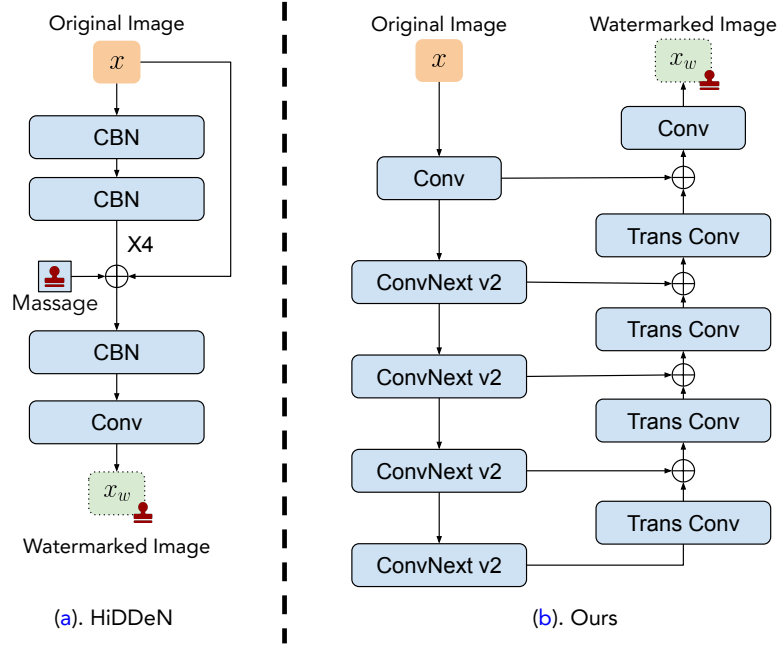 Original Image
x
CBN
CBN
X4
Massage
CBN
Conv
x_w
Watermarked Image
(a). HiDDeN
Original Image
x
Conv
ConvNext v2
ConvNext v2
ConvNext v2
ConvNext v2
Watermarked Image
x_w
Conv
Trans Conv
Trans Conv
Trans Conv
Trans Conv
(b). Ours